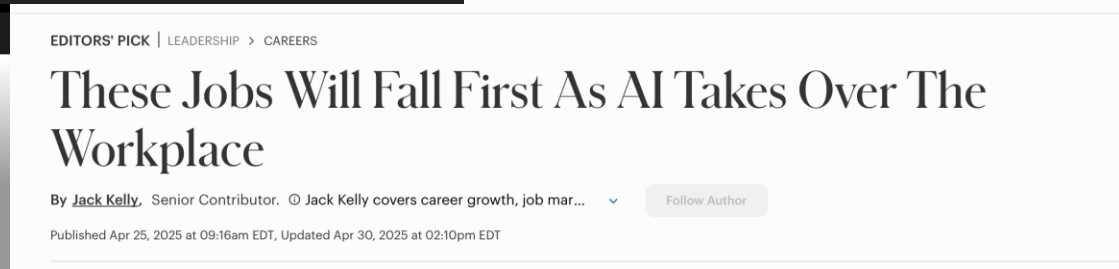 EDITORS' PICK | LEADERSHIP > CAREERS
These Jobs Will Fall First As AI Takes Over The
Workplace
By Jack Kelly, Senior Contributor. ⓘ Jack Kelly covers career growth, job mar... Follow Author
Published Apr 25, 2025 at 09:16am EDT, Updated Apr 30, 2025 at 02:10pm EDT